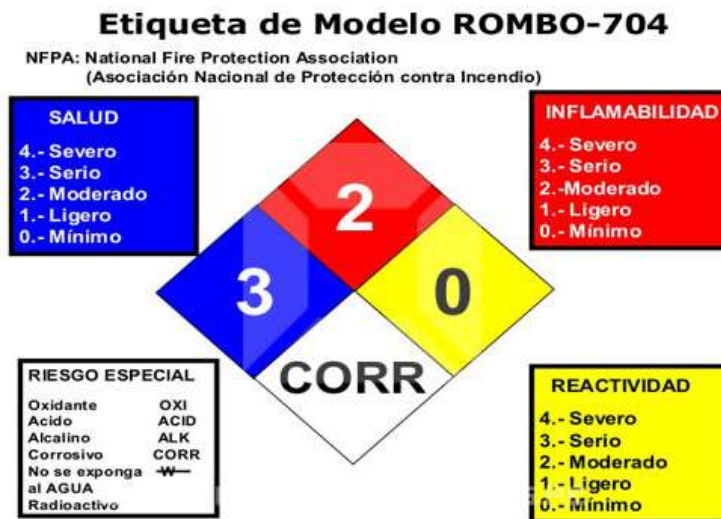 Etiqueta de Modelo ROMBO-704
NFPA: National Fire Protection Association
(Asociación Nacional de Protección contra Incendio)
SALUD
4.- Severo
3.- Serio
2.- Moderado
1.- Ligero
0.- Mínimo
INFLAMABILIDAD
4.- Severo
3.- Serio
2.-Moderado
1.- Ligero
0.- Mínimo
2
3
0
CORR
RIESGO ESPECIAL
Oxidante OXI
Acido ACID
Alcalino ALK
Corrosivo CORR
No se exponga W
al AGUA
Radioactivo
REACTIVIDAD
4.- Severo
3.- Serio
2.- Moderado
1.- Ligero
0.- Mínimo